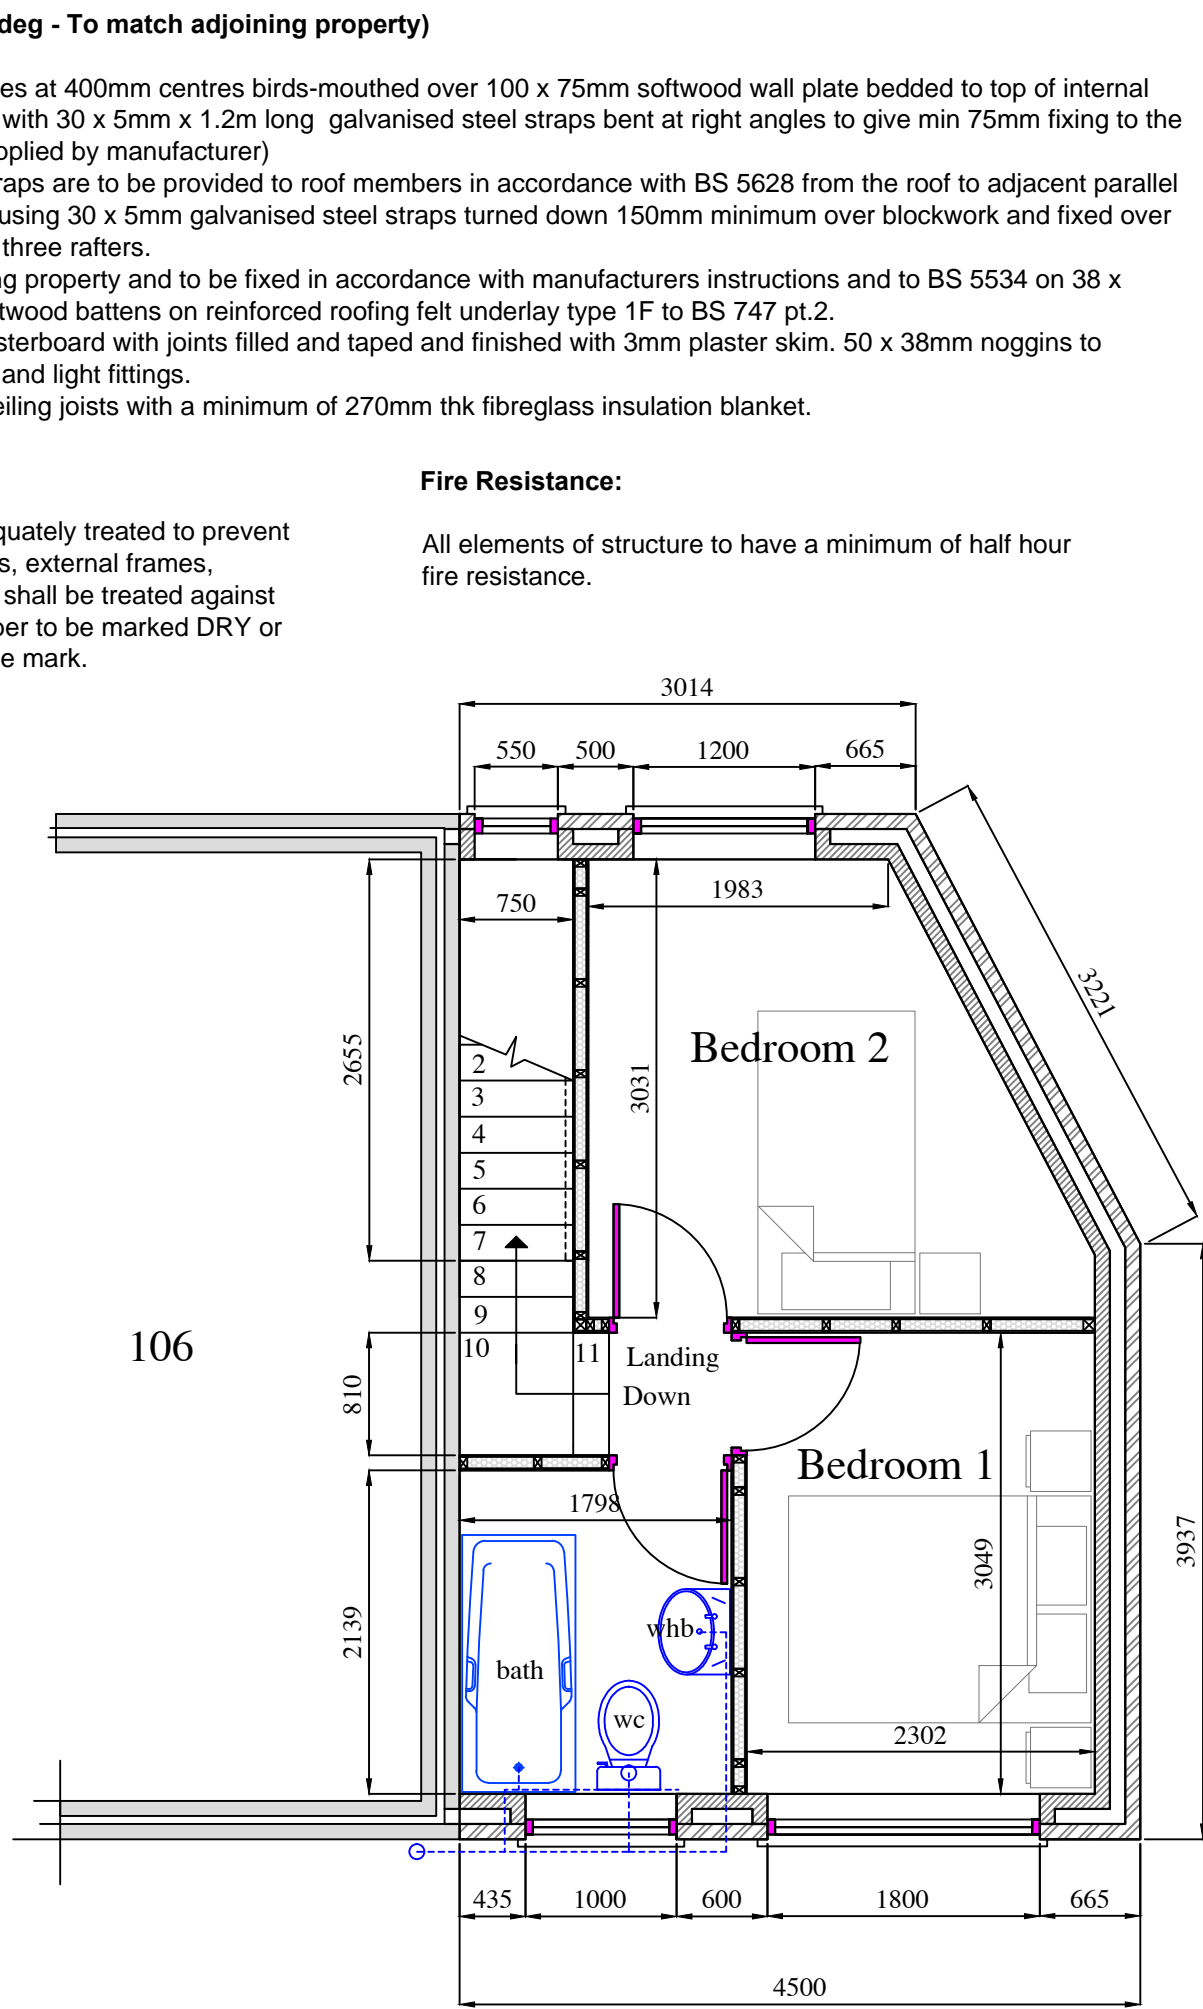 deg - To match adjoining property)
es at 400mm centres birds-mouthed over 100 x 75mm softwood wall plate bedded to top of internal
with 30 x 5mm x 1.2m long galvanised steel straps bent at right angles to give min 75mm fixing to the
pplied by manufacturer)
raps are to be provided to roof members in accordance with BS 5628 from the roof to adjacent parallel
using 30 x 5mm galvanised steel straps turned down 150mm minimum over blockwork and fixed over
three rafters.
ng property and to be fixed in accordance with manufacturers instructions and to BS 5534 on 38 x
twood battens on reinforced roofing felt underlay type 1F to BS 747 pt.2.
sterboard with joints filled and taped and finished with 3mm plaster skim. 50 x 38mm noggins to
and light fittings.
eiling joists with a minimum of 270mm thk fibreglass insulation blanket.
quately treated to prevent
s, external frames,
shall be treated against
ber to be marked DRY or
e mark.
Fire Resistance:
All elements of structure to have a minimum of half hour
fire resistance.
3014
550 500 1200 665
750
1983
3221
2655
3031
Bedroom 2
2
3
4
5
6
7
8
9
10
11
Landing
Down
106
810
Bedroom 1
1798
3049
3937
2139
whb
bath
wc
2302
435 1000 600 1800 665
4500